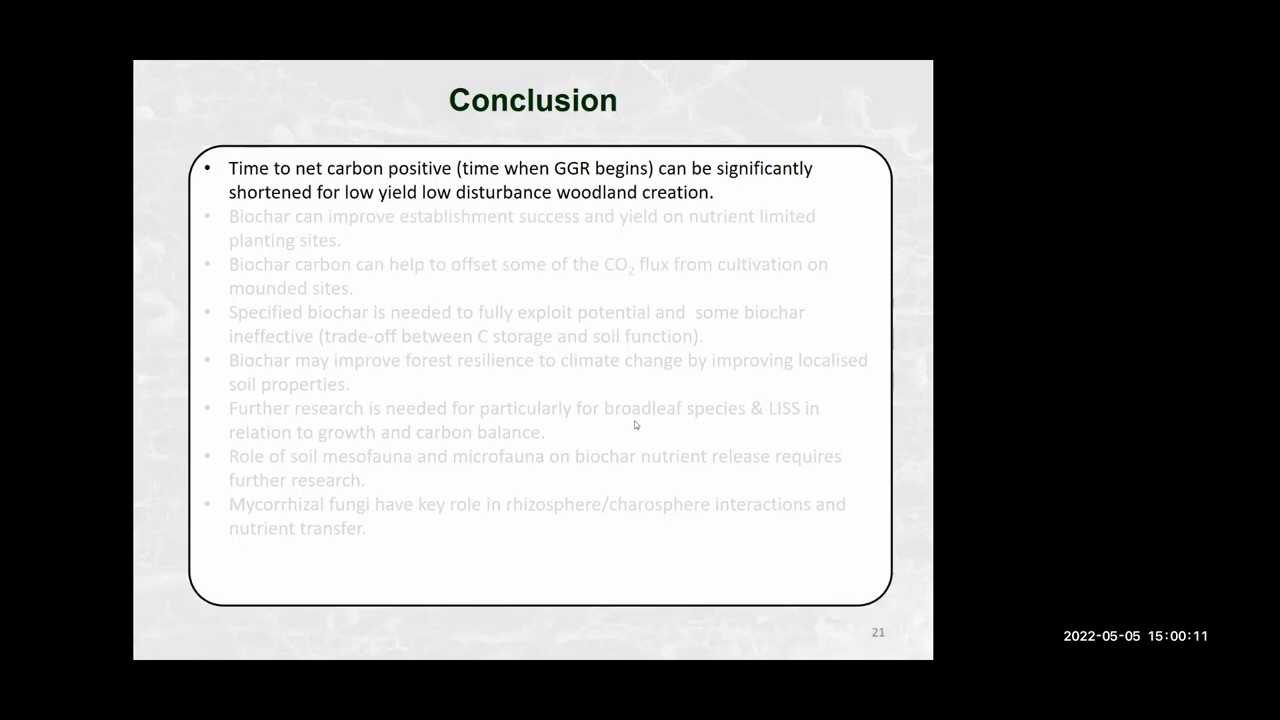 Conclusion
• Time to net carbon positive (time when GGR begins) can be significantly
shortened for low yield low disturbance woodland creation.
• Biochar can improve establishment success and yield on nutrient limited
planting sites.
• Biochar carbon can help to offset some of the CO₂ flux from cultivation on
mounded sites.
• Specified biochar is needed to fully exploit potential and  some biochar
ineffective (trade-off between C storage and soil function).
• Biochar may improve forest resilience to climate change by improving localised
soil properties.
• Further research is needed for particularly for broadleaf species & LISS in
relation to growth and carbon balance.
• Role of soil mesofauna and microfauna on biochar nutrient release requires
further research.
• Mycorrhizal fungi have key role in rhizosphere/charosphere interactions and
nutrient transfer.
21
2022-05-05 15:00:11